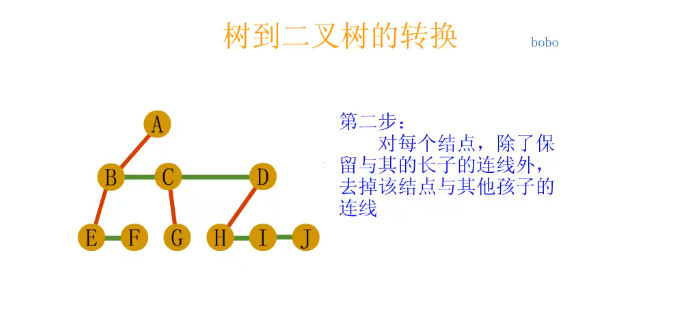 树到二叉树的转换
bobo
第二步：
对每个结点，除了保
留与其的长子的连线外，
去掉该结点与其他孩子的
连线
A
B C D
E F G H I J